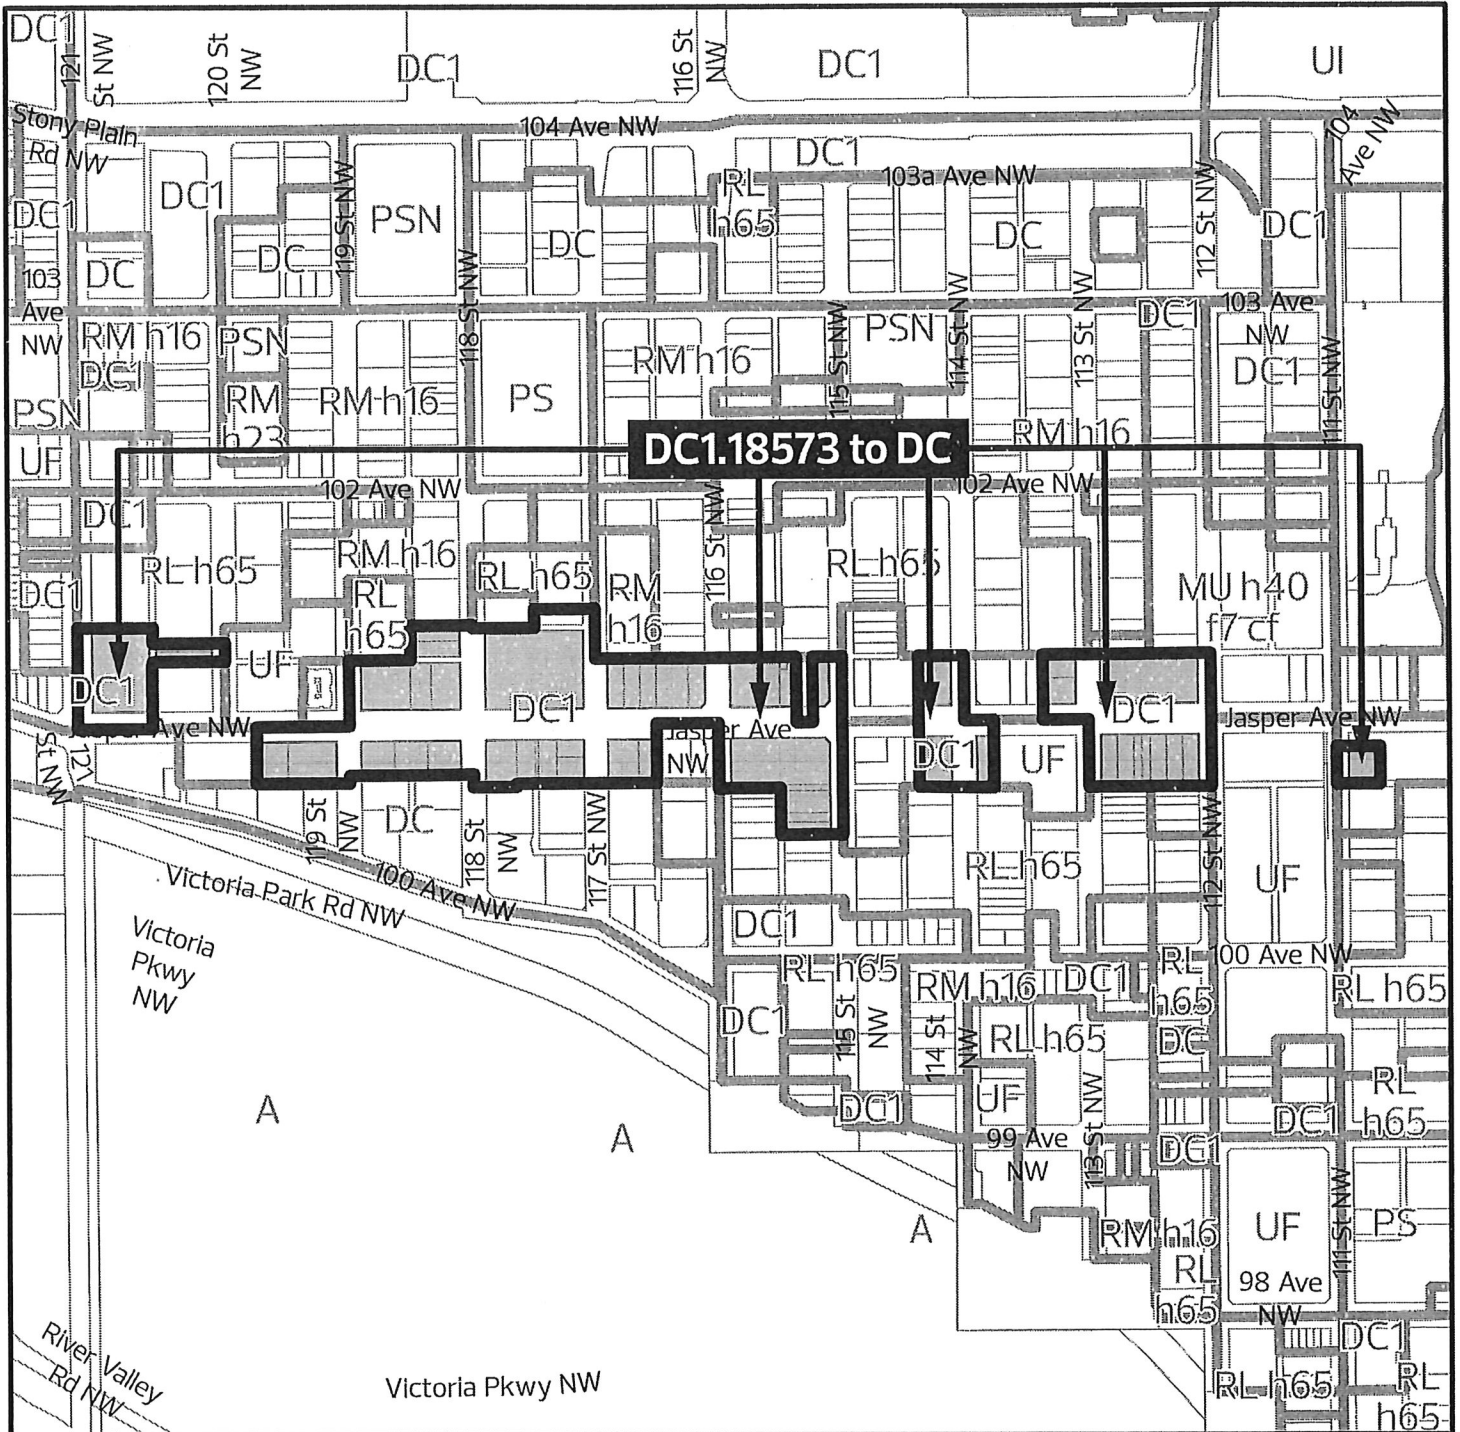 DC1
121
St NW
120 St
NW
DC1
116 St
NW
DC1
UI
Stony Plain
Rd NW
104 Ave NW
104
Ave NW
DC1
DC1
119 St NW
PSN
118 St NW
RL
h65
103a Ave NW
DC1
DC
DC
DC
DC
112 St NW
DC1
103
Ave
NW
114 St NW
113 St NW
DC1
103 Ave
NW
RM h16
DC1
PSN
RM h16
PSN
115 St NW
DC1
111 St NW
PSN
RM
h23
RM h16
PS
UF
DC1.18573 to DC
RM h16
102 Ave NW
102 Ave NW
DC1
116 St NW
RL h65
RM h16
RL h65
RM
h16
RL h65
DC1
RL
h65
MU h40
f7 cf
UF
DC1
DC1
DC1
Jasper Ave NW
Jasper Ave
NW
Jasper Ave NW
DC1
UF
121
St NW
119 St
NW
DC
118 St
NW
117 St NW
112 St NW
RL h65
UF
100 Ave NW
Victoria Park Rd NW
Victoria
Pkwy
NW
DC1
RL h65
RM h16
DC1
RL
h65
100 Ave NW
RL h65
DC1
115 St
NW
114 St
NW
RL h65
DC
UF
113 St NW
RL
h65
A
A
DC1
99 Ave
NW
DC1
DC1
A
RM h16
UF
111 St NW
PS
RL
h65
98 Ave
NW
River Valley
Rd NW
Victoria Pkwy NW
DC1
RL h65
RL
h65